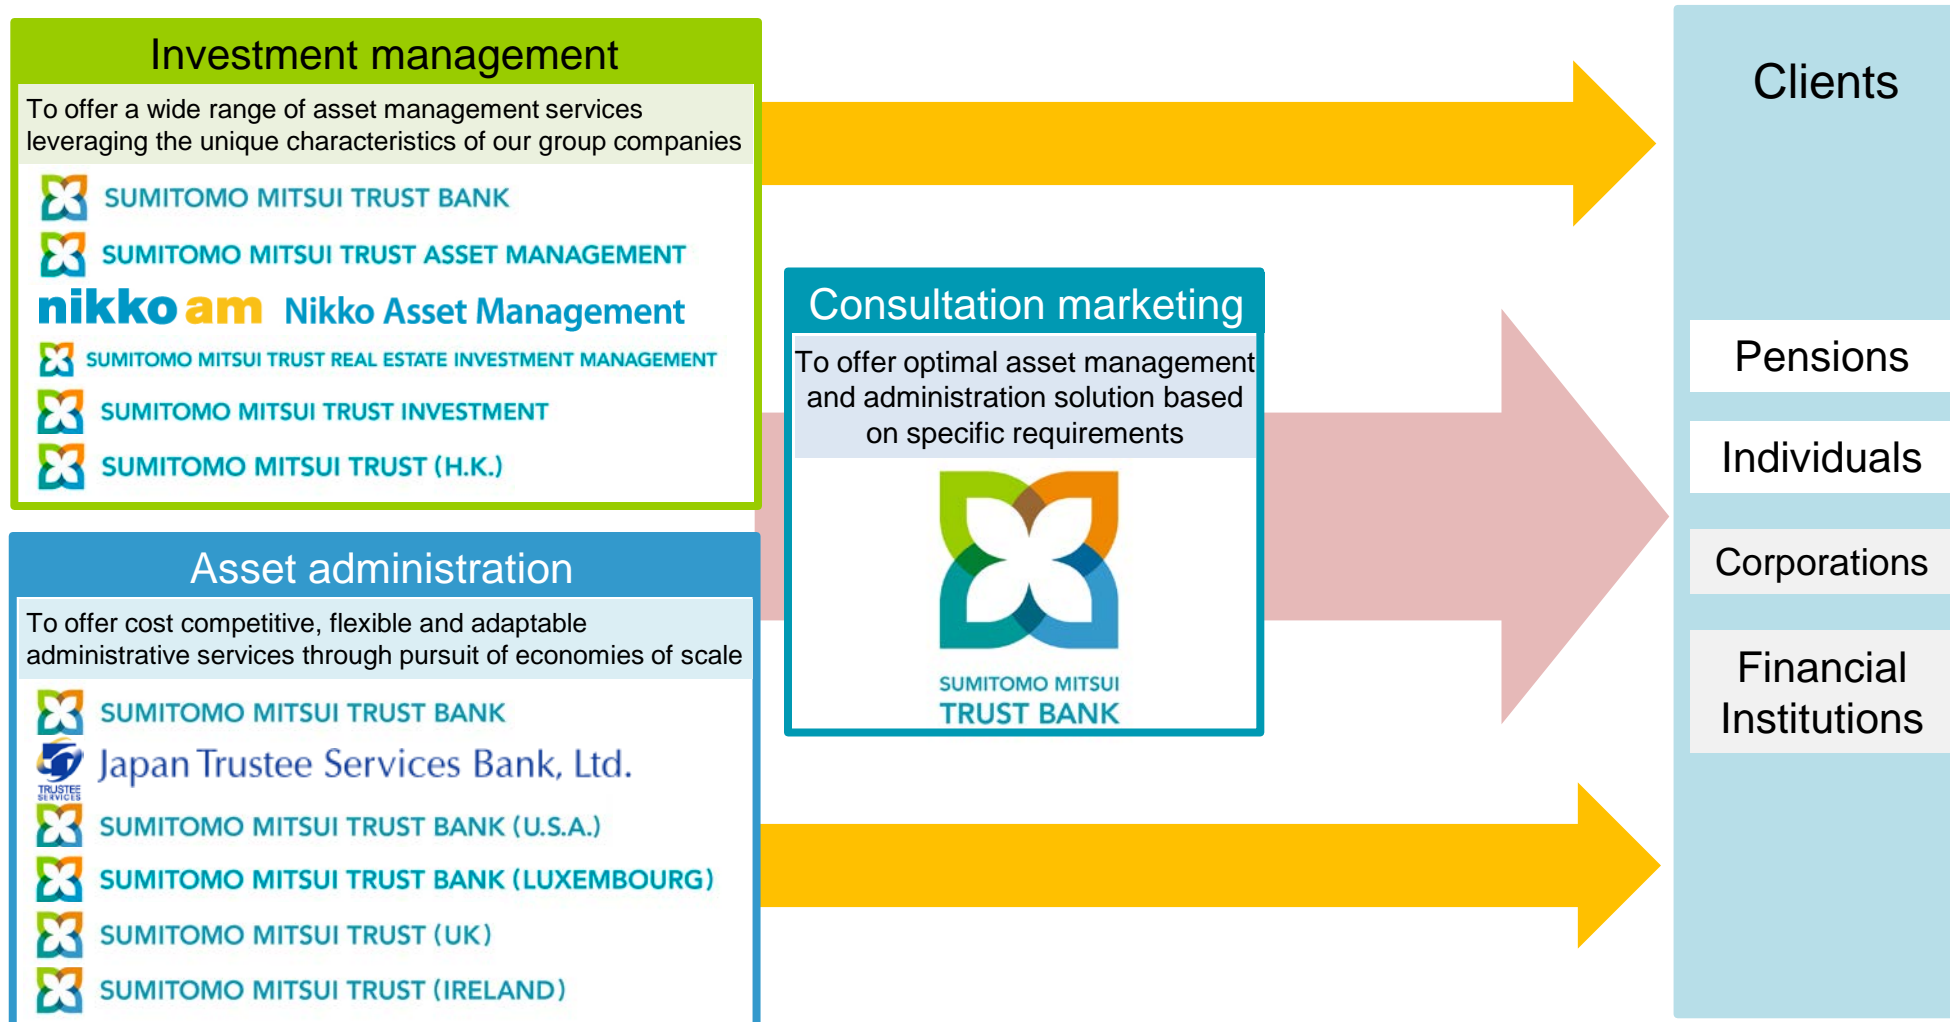 Investment management
To offer a wide range of asset management services
leveraging the unique characteristics of our group companies
SUMITOMO MITSUI TRUST BANK
SUMITOMO MITSUI TRUST ASSET MANAGEMENT
nikko am Nikko Asset Management
SUMITOMO MITSUI TRUST REAL ESTATE INVESTMENT MANAGEMENT
SUMITOMO MITSUI TRUST INVESTMENT
SUMITOMO MITSUI TRUST (H.K.)
Asset administration
To offer cost competitive, flexible and adaptable
administrative services through pursuit of economies of scale
SUMITOMO MITSUI TRUST BANK
Japan Trustee Services Bank, Ltd.
TRUSTEE
SERVICES
SUMITOMO MITSUI TRUST BANK (U.S.A.)
SUMITOMO MITSUI TRUST BANK (LUXEMBOURG)
SUMITOMO MITSUI TRUST (UK)
SUMITOMO MITSUI TRUST (IRELAND)
Consultation marketing
To offer optimal asset management
and administration solution based
on specific requirements
SUMITOMO MITSUI
TRUST BANK
Clients
Pensions
Individuals
Corporations
Financial
Institutions